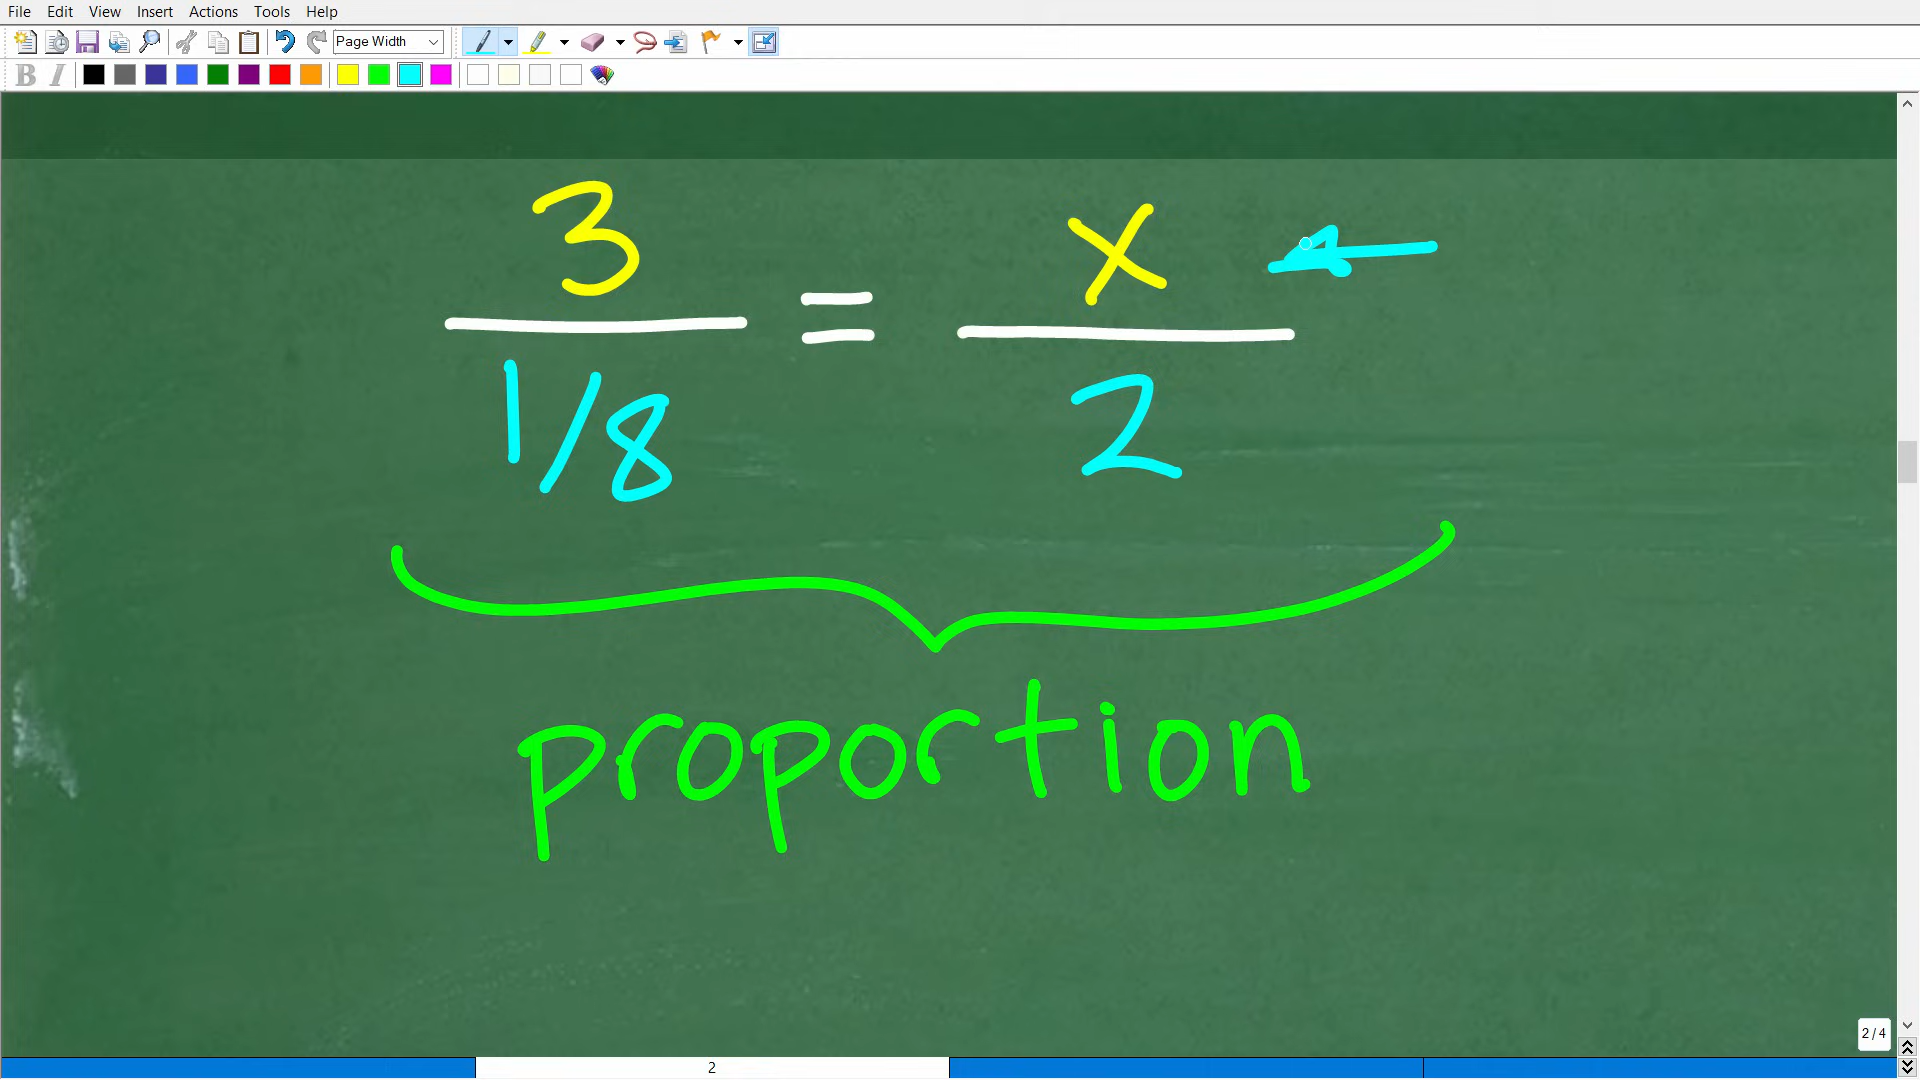 File Edit View Insert Actions Tools Help
Page Width
B I
3 = x
1/8 2
proportion
2 / 4
2